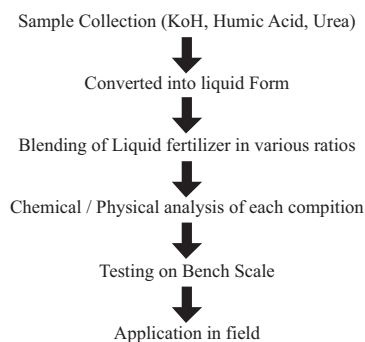 Sample Collection (KoH, Humic Acid, Urea)
Converted into liquid Form
Blending of Liquid fertilizer in various ratios
Chemical / Physical analysis of each compition
Testing on Bench Scale
Application in field